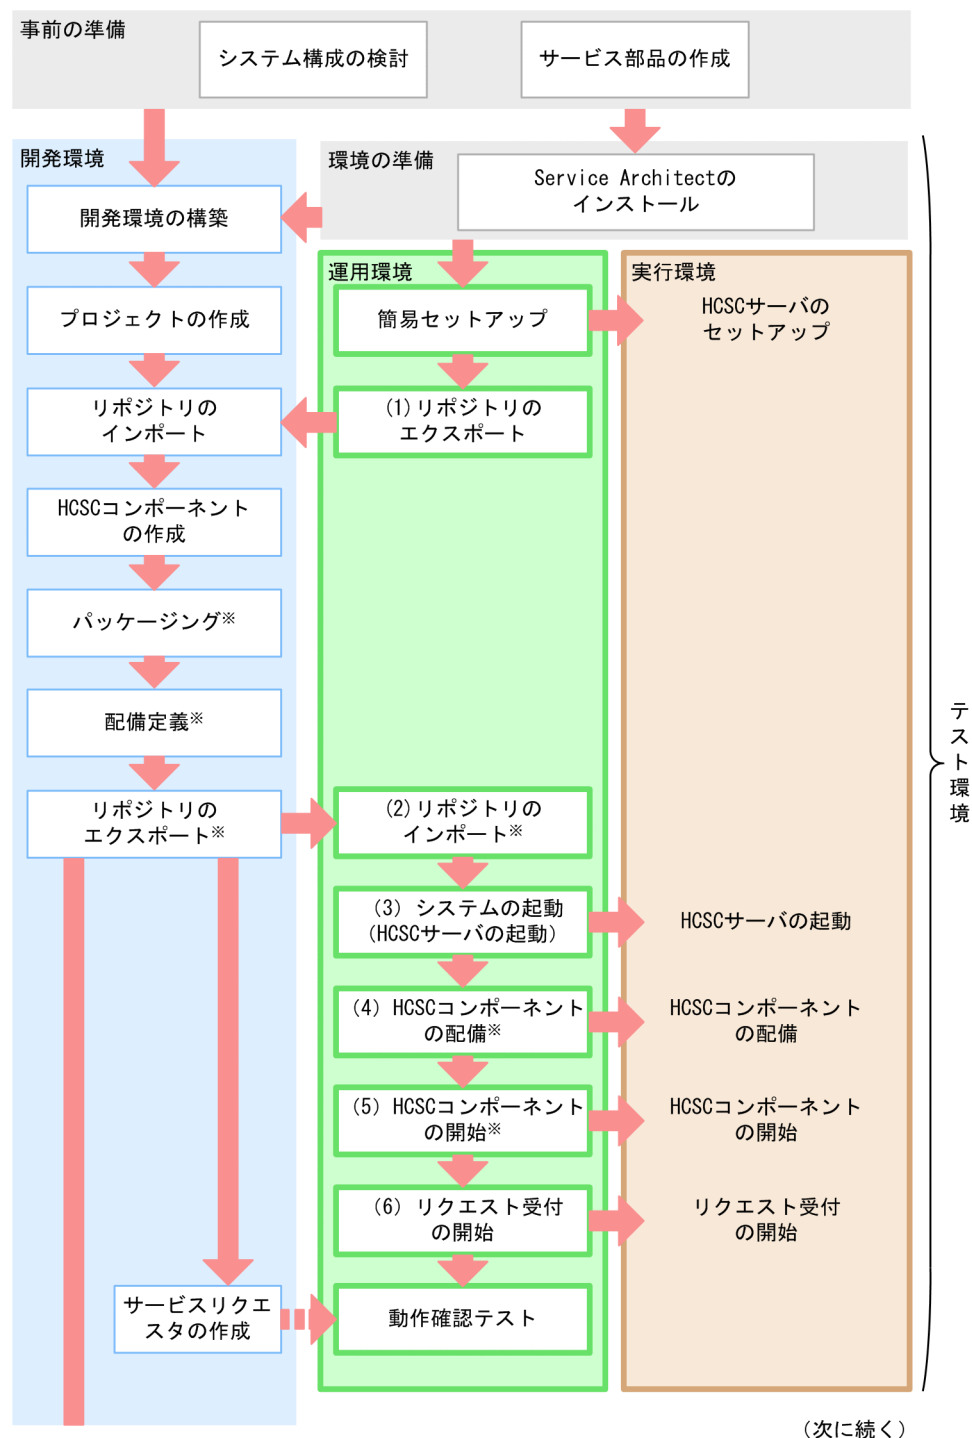 事前の準備
システム構成の検討
サービス部品の作成
開発環境
環境の準備
Service Architectの
インストール
開発環境の構築
運用環境
実行環境
簡易セットアップ
HCSCサーバの
セットアップ
プロジェクトの作成
リポジトリの
インポート
(1)リポジトリの
エクスポート
HCSCコンポーネント
の作成
パッケージング※
配備定義※
テスト環境
リポジトリの
エクスポート※
(2)リポジトリの
インポート※
(3) システムの起動
(HCSCサーバの起動)
HCSCサーバの起動
(4) HCSCコンポーネント
の配備※
HCSCコンポーネント
の配備
(5) HCSCコンポーネント
の開始※
HCSCコンポーネント
の開始
(6) リクエスト受付
の開始
リクエスト受付
の開始
サービスリクエ
スタの作成
動作確認テスト
(次に続く)